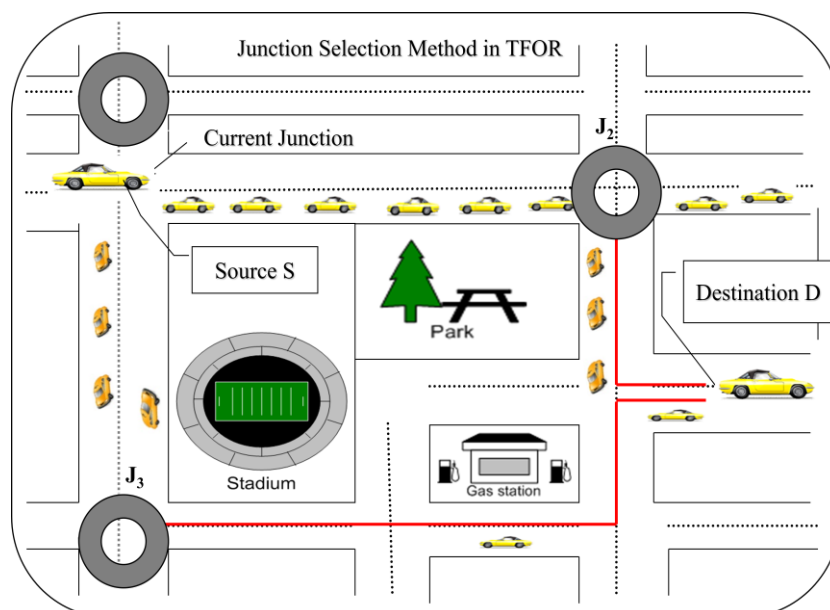 Junction Selection Method in TFOR
Current Junction
J2
Source S
Destination D
Park
Stadium
Gas station
J3